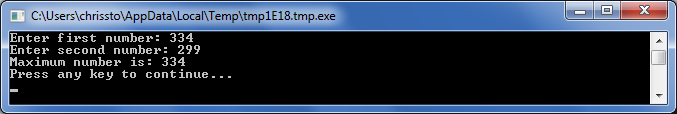 C:\Users\chrissto\AppData\Local\Temp\tmp1E18.tmp.exe
Enter first number: 334
Enter second number: 299
Maximum number is: 334
Press any key to continue...